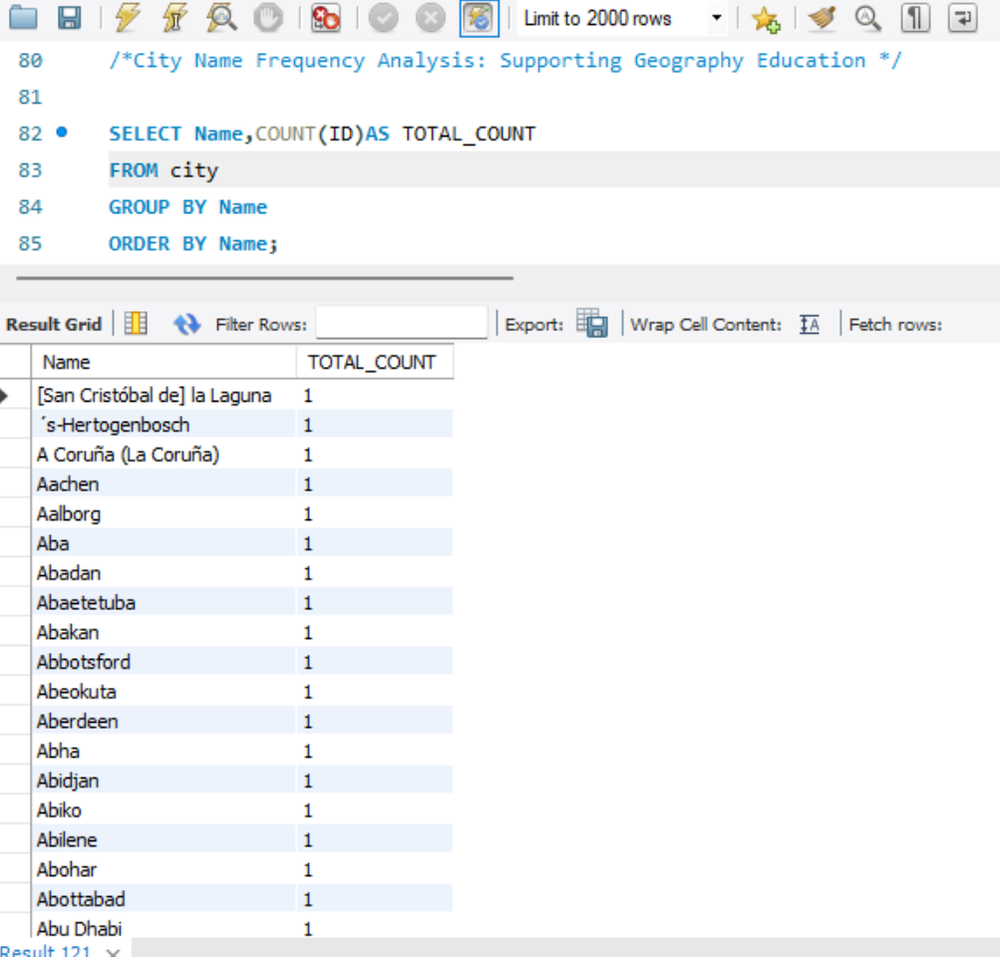 Limit to 2000 rows
80 /*City Name Frequency Analysis: Supporting Geography Education */
81
82 SELECT Name,COUNT(ID)AS TOTAL_COUNT
83 FROM city
84 GROUP BY Name
85 ORDER BY Name;
Result Grid Filter Rows: Export: Wrap Cell Content: Fetch rows:
Name TOTAL_COUNT
[San Cristóbal de] la Laguna 1
´s-Hertogenbosch 1
A Coruña (La Coruña) 1
Aachen 1
Aalborg 1
Aba 1
Abadan 1
Abaetetuba 1
Abakan 1
Abbotsford 1
Abeokuta 1
Aberdeen 1
Abha 1
Abidjan 1
Abiko 1
Abilene 1
Abohar 1
Abottabad 1
Abu Dhabi 1
Result 121